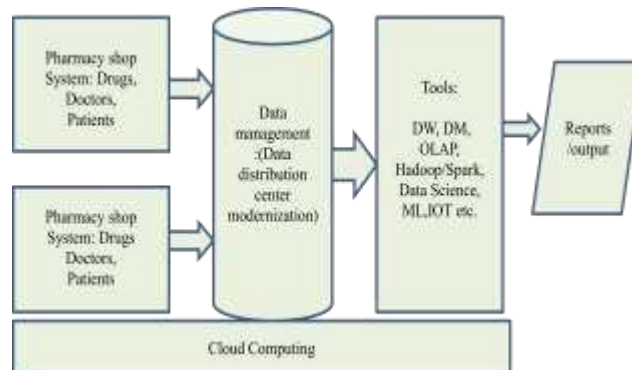 Pharmacy shop
System: Drugs,
Doctors,
Patients
Pharmacy shop
System: Drugs
Doctors,
Patients
Data
management
:(Data
distribution
center
modernization)
Tools:
DW, DM,
OLAP,
Hadoop/Spark,
Data Science,
ML,IOT etc.
Reports
/output
Cloud Computing